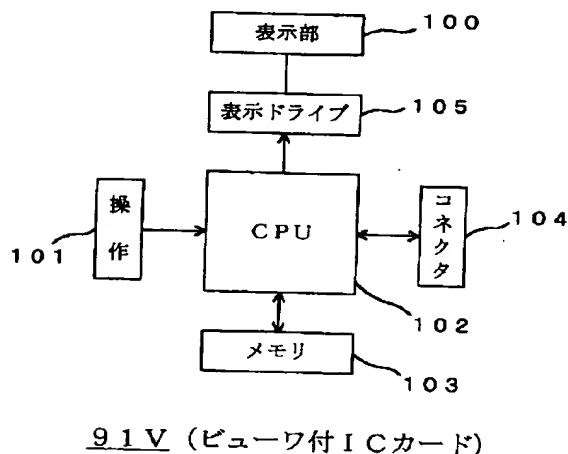 表示部
100
表示ドライブ
105
操作
101
CPU
102
コネクタ
104
メモリ
103
91V (ビューワ付ICカード)